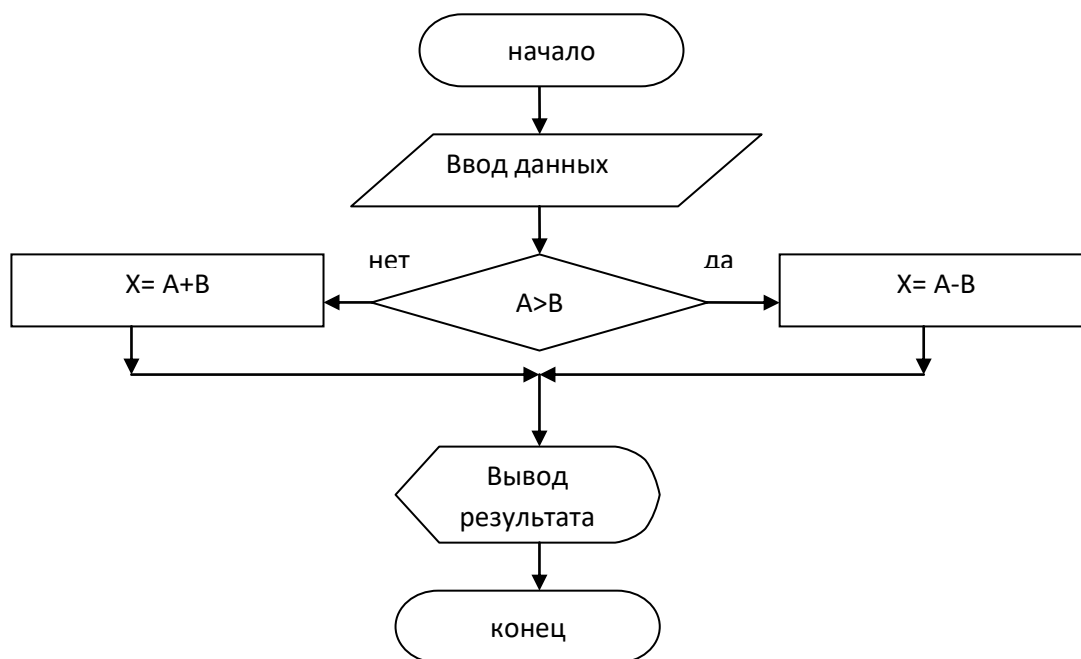 начало
Ввод данных
нет
да
X= A+B
A>B
X= A-B
Вывод
результата
конец